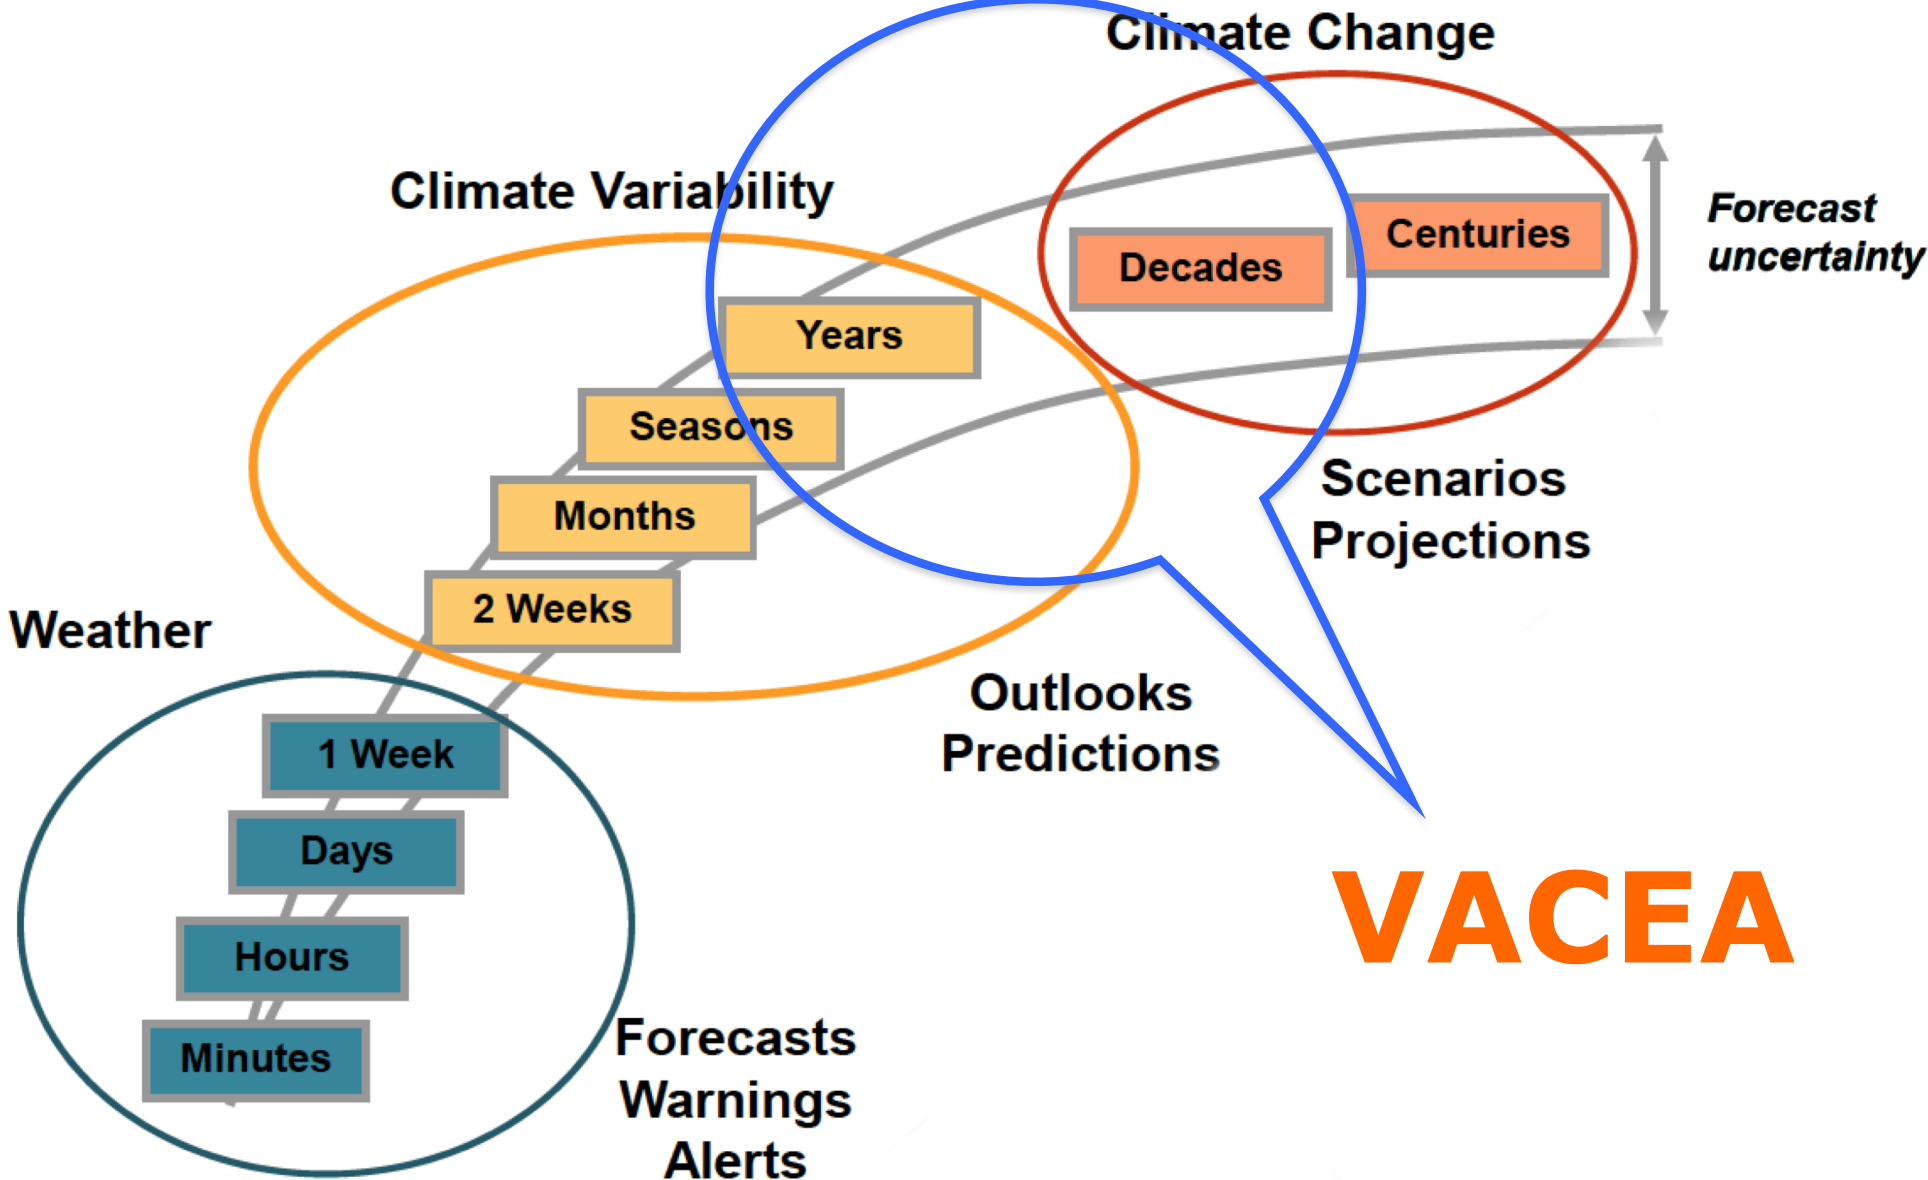 Climate Change
Climate Variability
Forecast
uncertainty
Centuries
Decades
Years
Seasons
Months
2 Weeks
Scenarios
Projections
Weather
Outlooks
Predictions
1 Week
Days
VACEA
Hours
Minutes
Forecasts
Warnings
Alerts